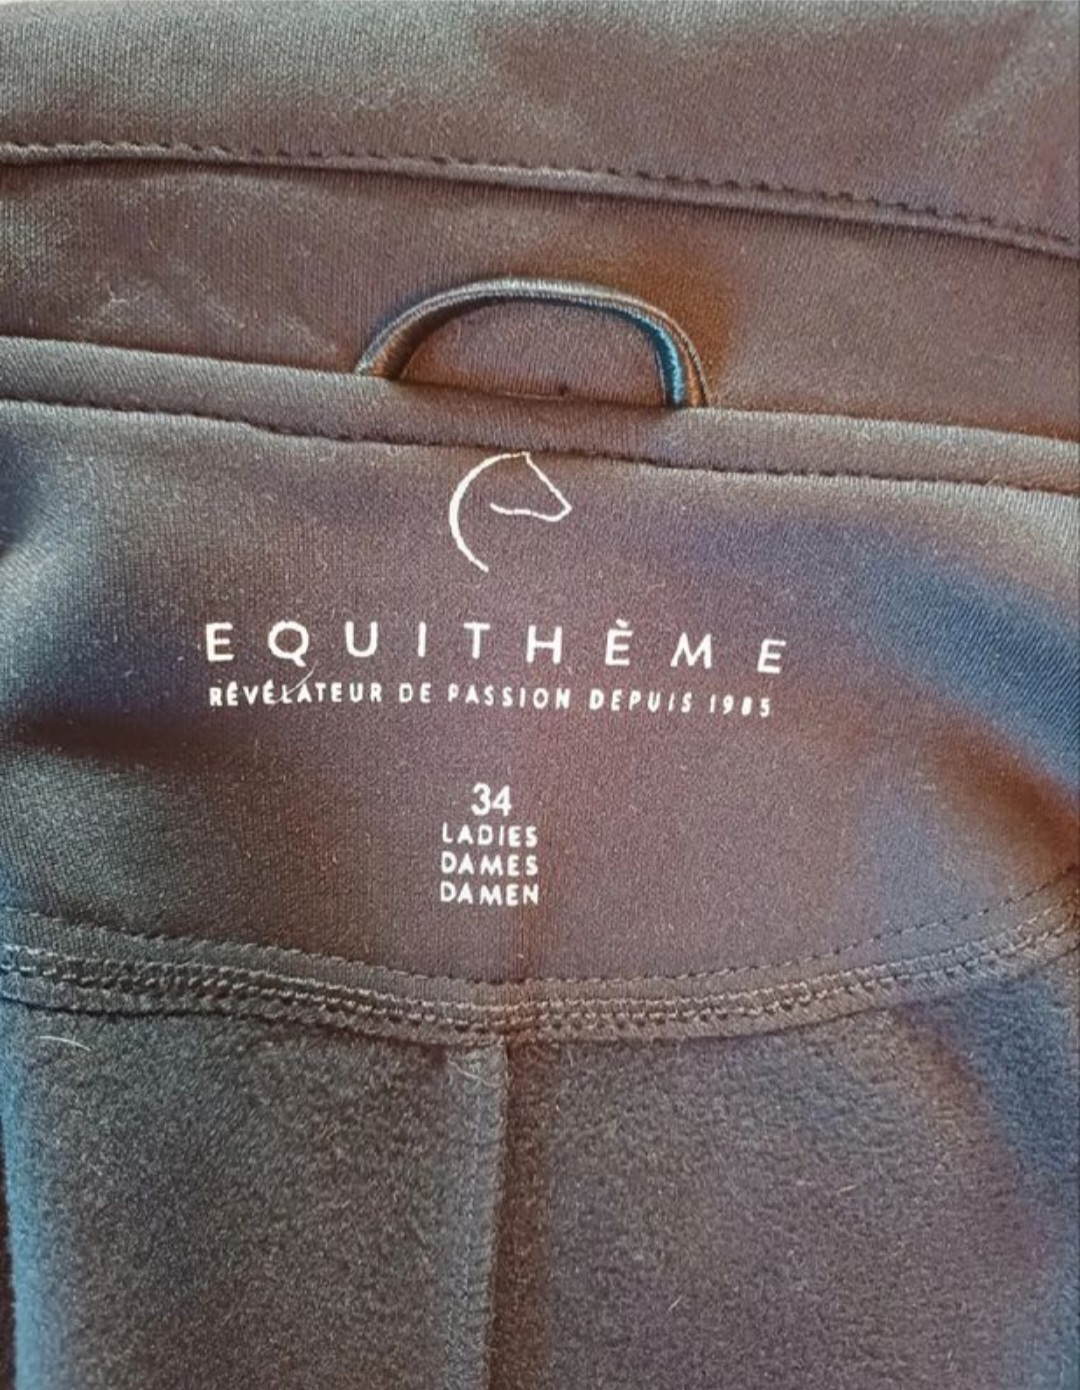 EQUITHÈME
RÉVÉLATEUR DE PASSION DEPUIS 1985
34
LADIES
DAMES
DAMEN